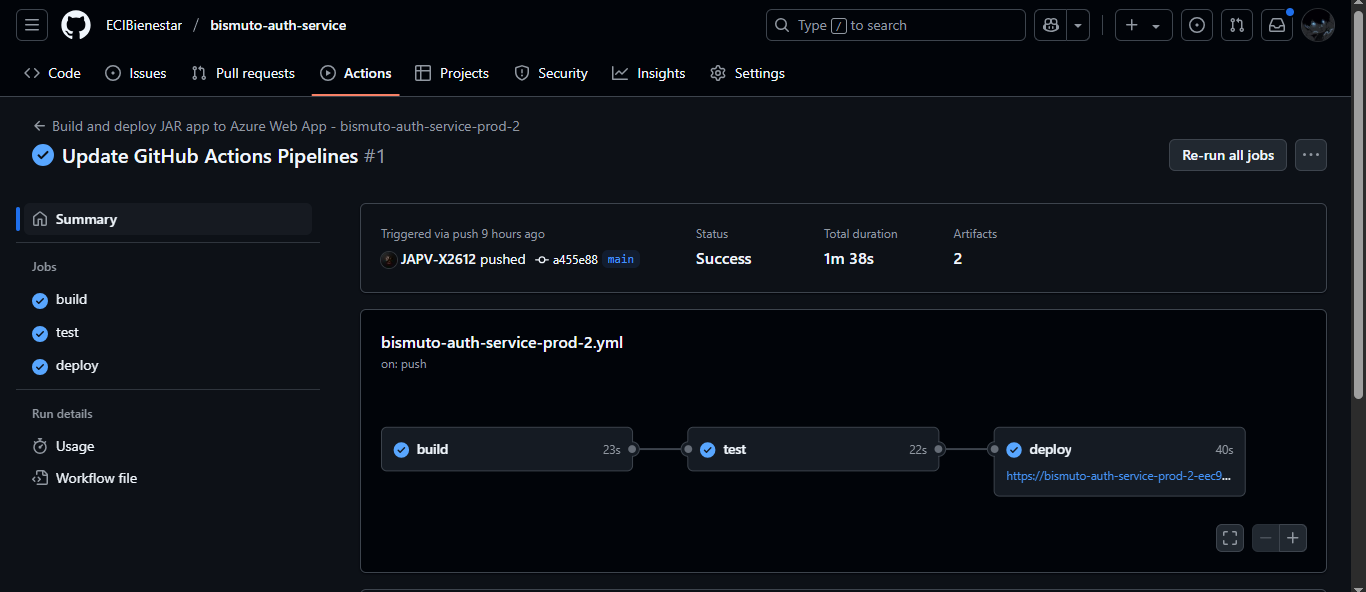 ECIBienestar / bismuto-auth-service
Type / to search
Code Issues Pull requests Actions Projects Security Insights Settings
← Build and deploy JAR app to Azure Web App - bismuto-auth-service-prod-2
Update GitHub Actions Pipelines #1
Re-run all jobs
Summary
Jobs
build
test
deploy
Run details
Usage
Workflow file
Triggered via push 9 hours ago
JAPV-X2612 pushed a455e88 main
Status
Success
Total duration
1m 38s
Artifacts
2
bismuto-auth-service-prod-2.yml
on: push
build 23s
test 22s
deploy 40s
https://bismuto-auth-service-prod-2-eec9...